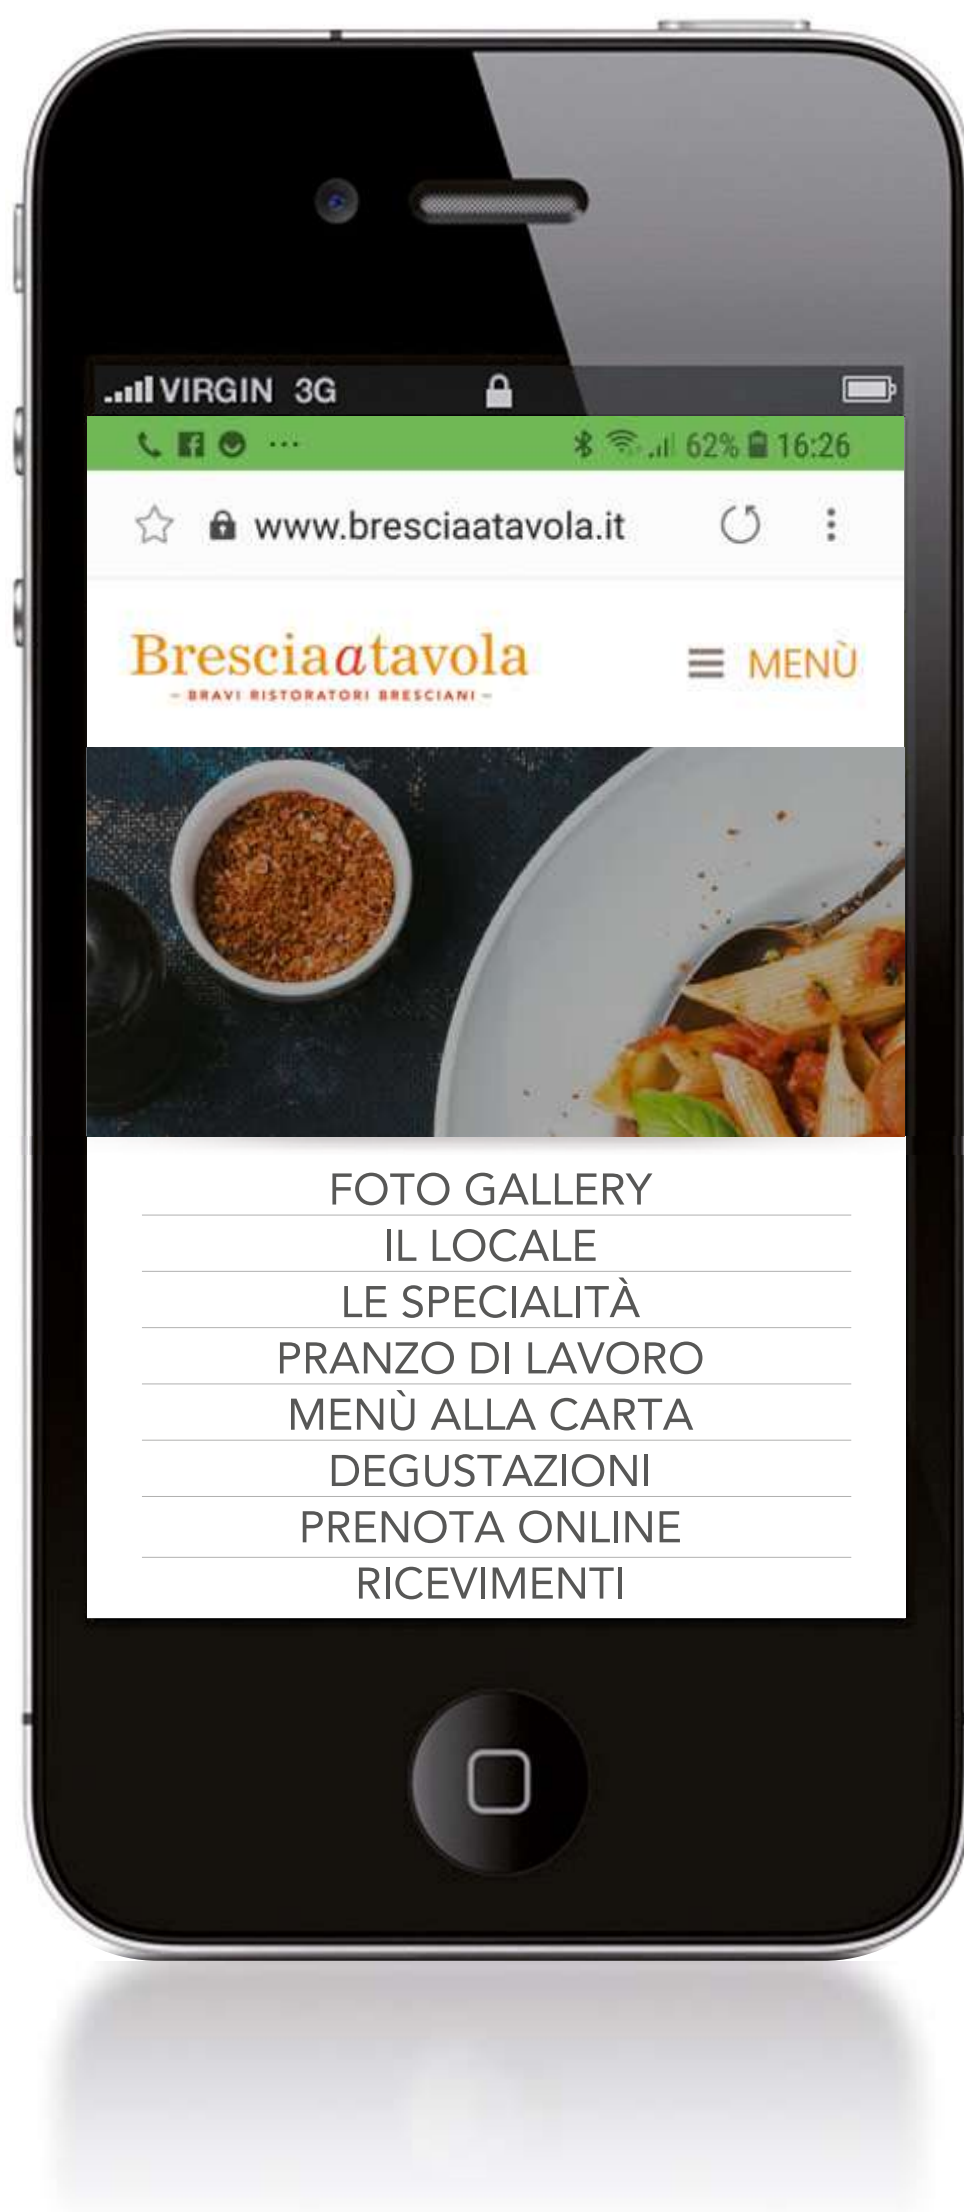 VIRGIN 3G
62% 16:26
www.bresciaatavola.it
Bresciaatavola
MENÙ
- BRAVI RISTORATORI BRESCIANI -
FOTO GALLERY
IL LOCALE
LE SPECIALITÀ
PRANZO DI LAVORO
MENÙ ALLA CARTA
DEGUSTAZIONI
PRENOTA ONLINE
RICEVIMENTI